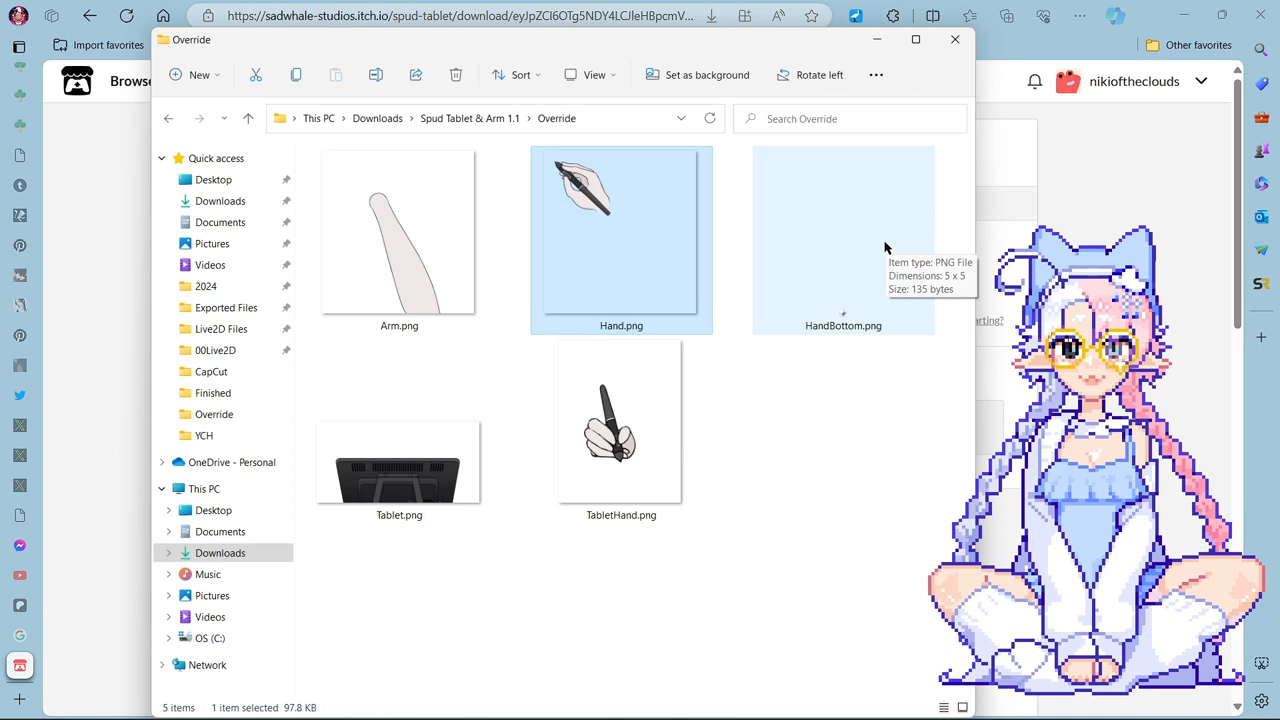 https://sadwhale-studios.itch.io/spud-tablet/download/eyJpZCI6OTg5NDY4LCJleHBpcmV...
Import favorites
Other favorites
Override
Brows
nikioftheclouds
New
Sort
View
Set as background
Rotate left
This PC > Downloads > Spud Tablet & Arm 1.1 > Override
Search Override
Quick access
Desktop
Downloads
Documents
Pictures
Videos
2024
Exported Files
Live2D Files
00Live2D
CapCut
Finished
Override
YCH
OneDrive - Personal
This PC
Desktop
Downloads
Documents
Music
Pictures
Videos
OS (C:)
Network
Arm.png
Hand.png
HandBottom.png
Item type: PNG File
Dimensions: 5 x 5
Size: 135 bytes
arting?
Tablet.png
TabletHand.png
5 items
1 item selected 97.8 KB